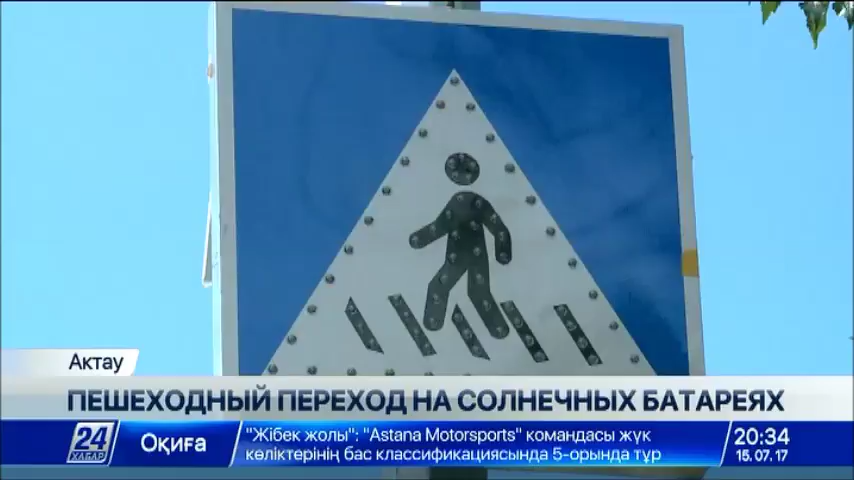 Актау
ПЕШЕХОДНЫЙ ПЕРЕХОД НА СОЛНЕЧНЫХ БАТАРЕЯХ
24
ХАБАР
Оқиға
"Жібек жолы": "Astana Motorsports" командасы жүк
көліктерінің бас классификациясында 5-орында тұр
20:34
15.07.17